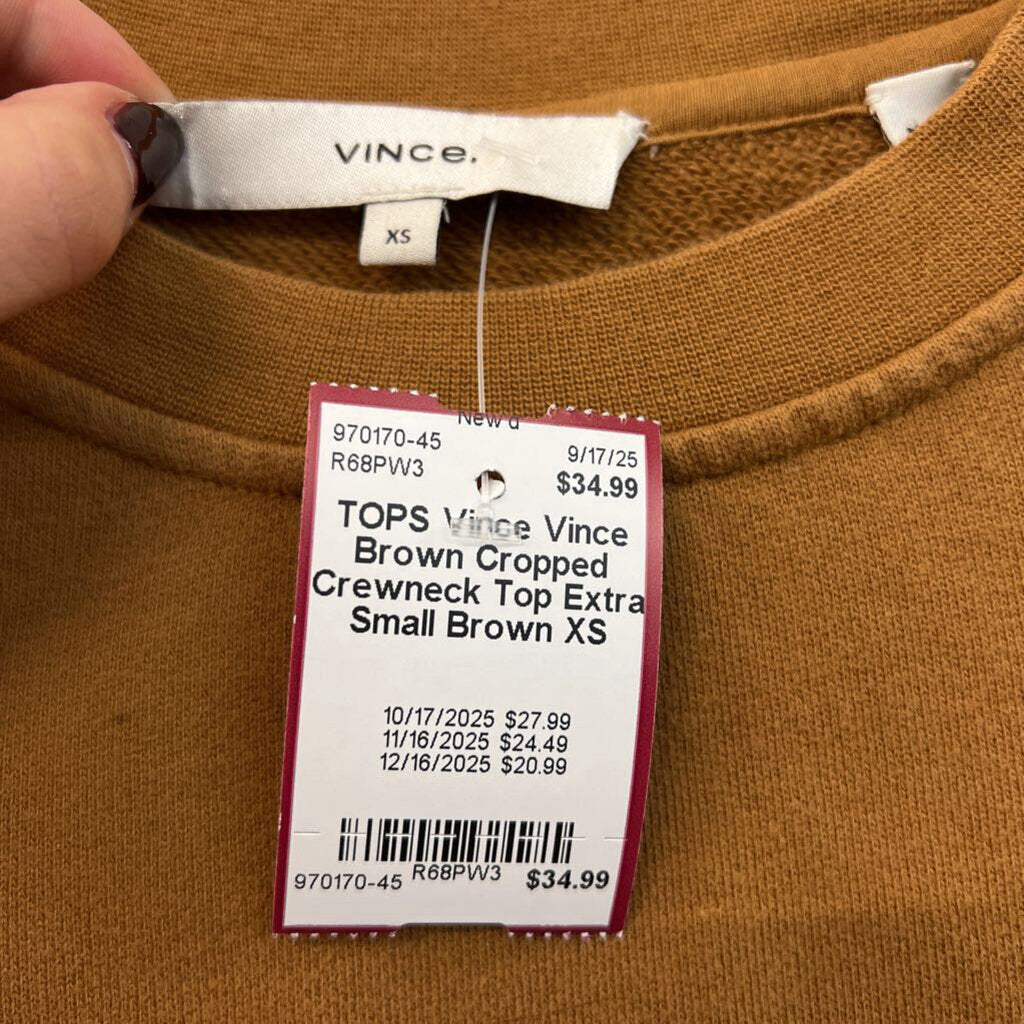 VINCe.
XS
New
970170-45
9/17/25
R68PW3
$34.99
TOPS Vince Vince
Brown Cropped
Crewneck Top Extra
Small Brown XS
10/17/2025 $27.99
11/16/2025 $24.49
12/16/2025 $20.99
970170-45 R68PW3 $34.99